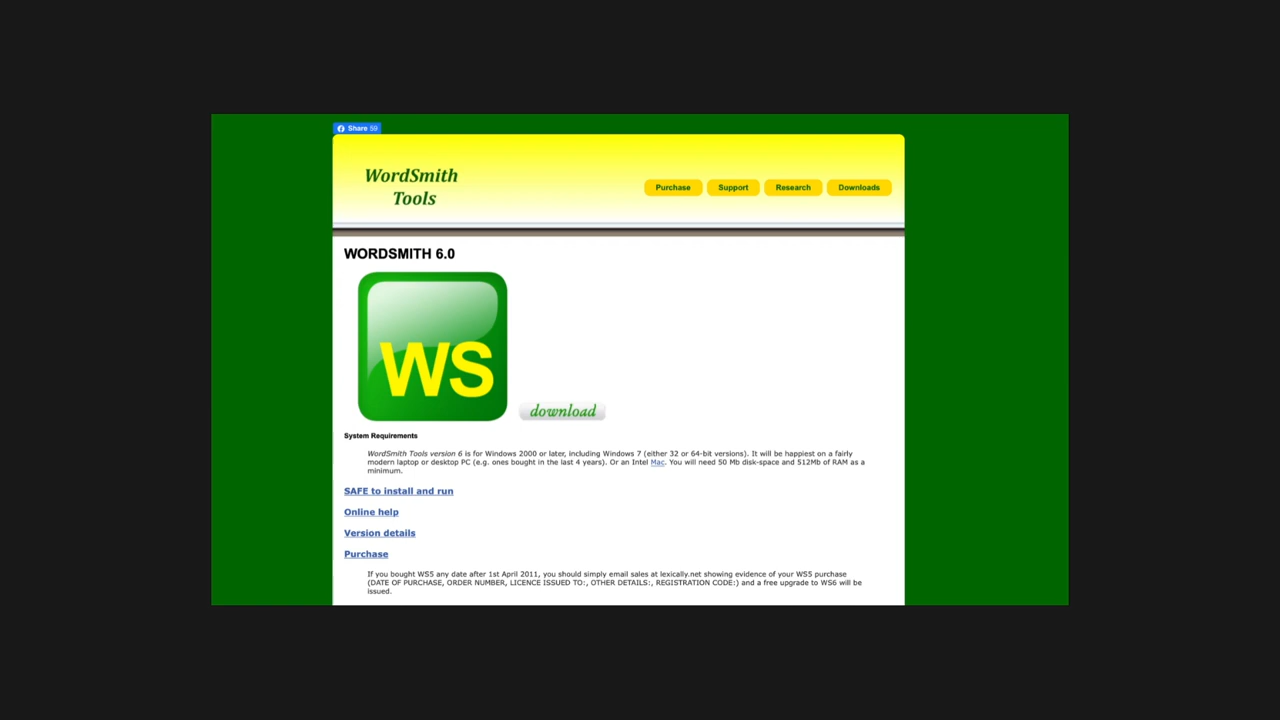 Share 59
WordSmith
Tools
Purchase Support Research Downloads
WORDSMITH 6.0
WS
download
System Requirements
WordSmith Tools version 6 is for Windows 2000 or later, including Windows 7 (either 32 or 64-bit versions). It will be happiest on a fairly
modern laptop or desktop PC (e.g. ones bought in the last 4 years). Or an Intel Mac. You will need 50 Mb disk-space and 512Mb of RAM as a
minimum.
SAFE to install and run
Online help
Version details
Purchase
If you bought WS5 any date after 1st April 2011, you should simply email sales at lexically.net showing evidence of your WS5 purchase
(DATE OF PURCHASE, ORDER NUMBER, LICENCE ISSUED TO:, OTHER DETAILS:, REGISTRATION CODE:) and a free upgrade to WS6 will be
issued.